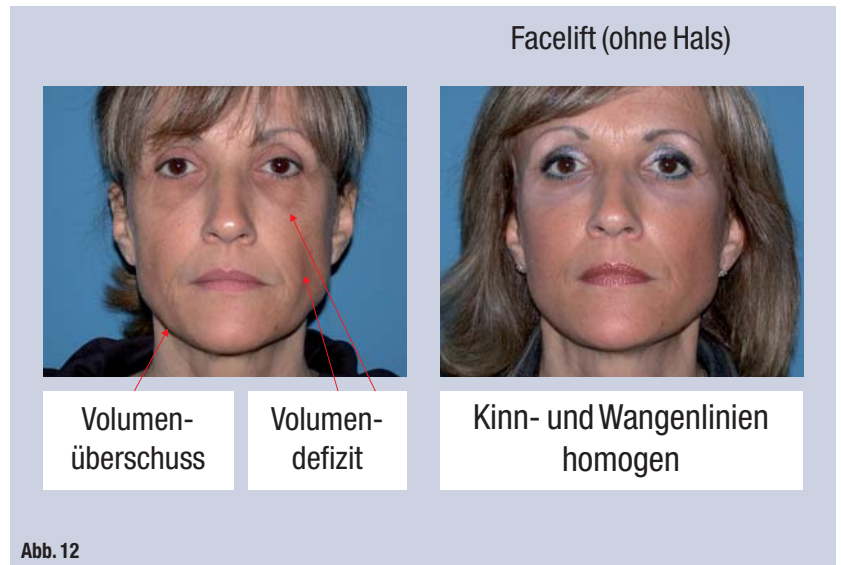 Facelift (ohne Hals)
Volumen-
überschuss
Volumen-
defizit
Kinn- und Wangenlinien
homogen
Abb. 12